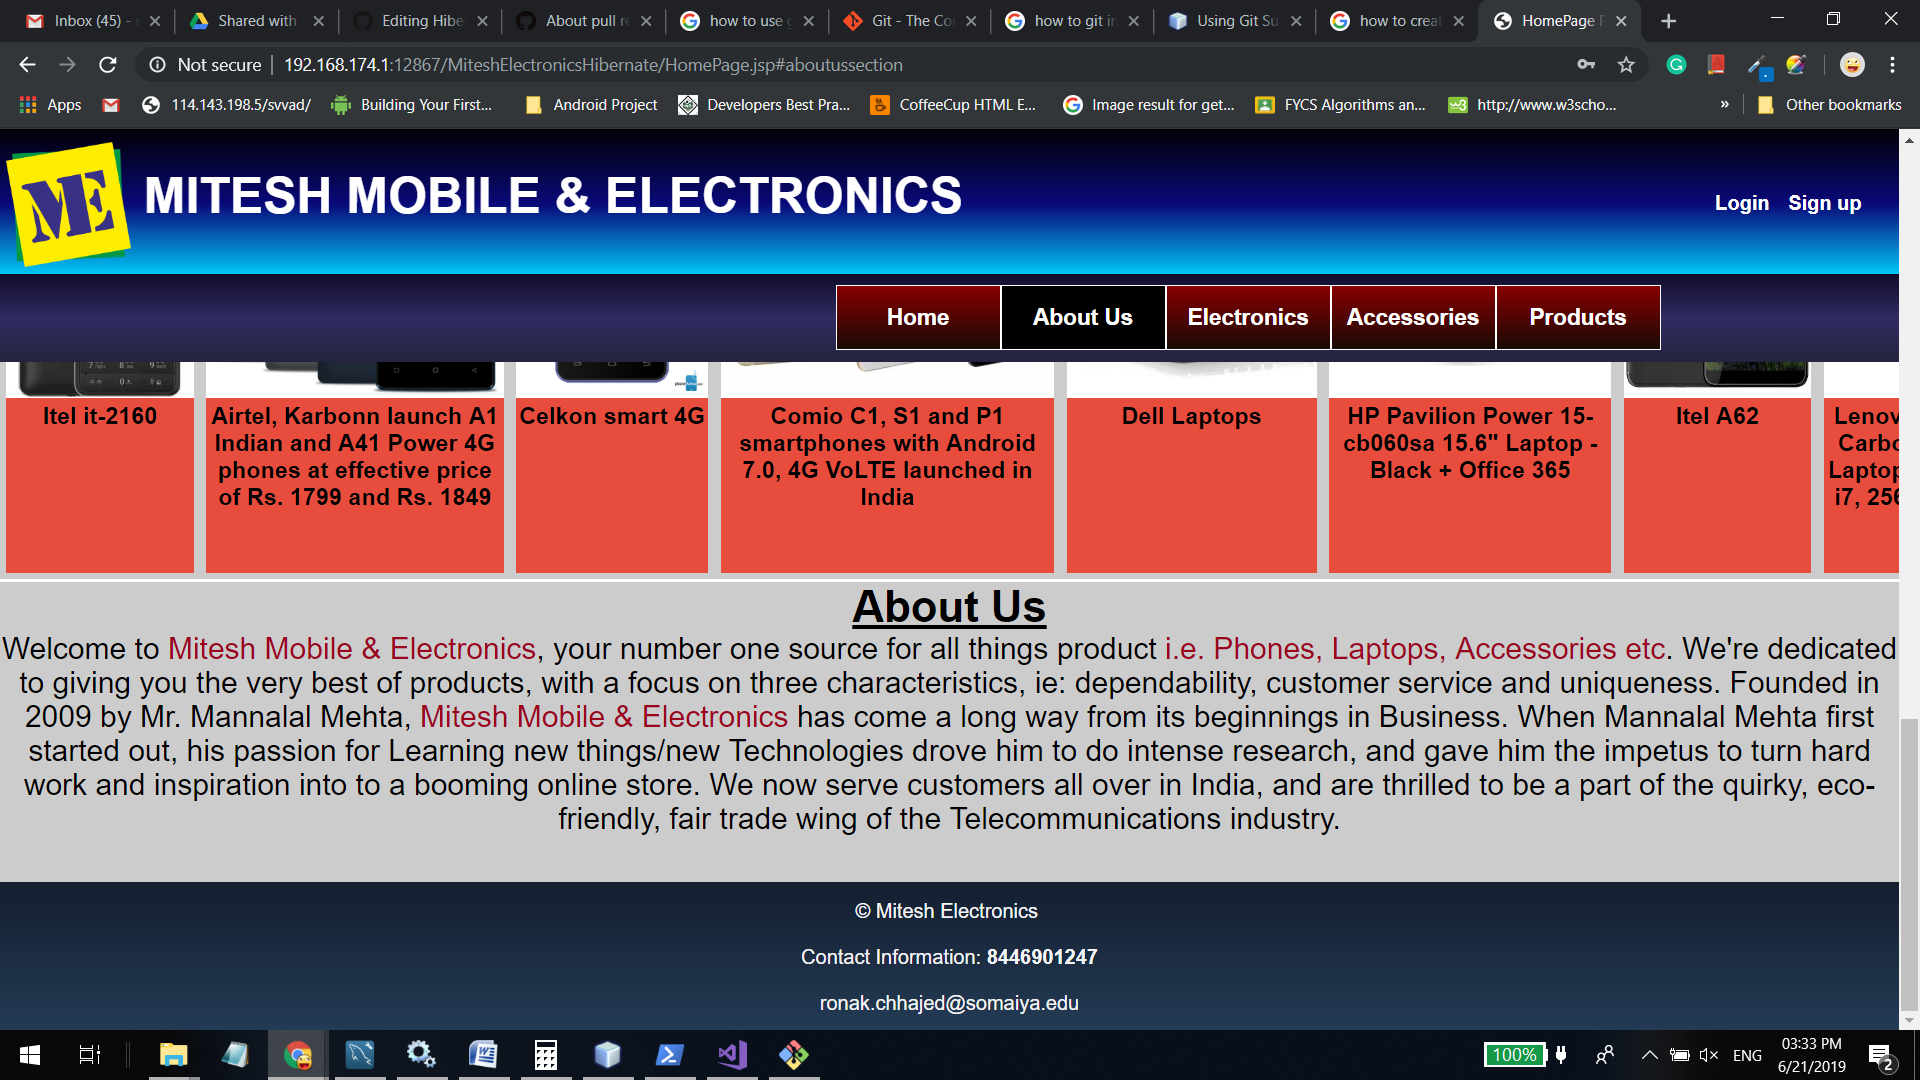 Inbox (45) -
Shared with
Editing Hibe
About pull re
how to use g
Git - The Co
how to git in
Using Git Su
how to creat
HomePage
Not secure | 192.168.174.1:12867/MiteshElectronicsHibernate/HomePage.jsp#aboutussection
Apps
114.143.198.5/svvad/
Building Your First...
Android Project
Developers Best Pra...
CoffeeCup HTML E...
Image result for get...
FYCS Algorithms an...
http://www.w3scho...
»
Other bookmarks
ME
MITESH MOBILE & ELECTRONICS
Login Sign up
Home
About Us
Electronics
Accessories
Products
Itel it-2160
Airtel, Karbonn launch A1
Indian and A41 Power 4G
phones at effective price
of Rs. 1799 and Rs. 1849
Celkon smart 4G
Comio C1, S1 and P1
smartphones with Android
7.0, 4G VoLTE launched in
India
Dell Laptops
HP Pavilion Power 15-
cb060sa 15.6" Laptop -
Black + Office 365
Itel A62
Lenov
Carbo
Laptop
i7, 256
About Us
Welcome to Mitesh Mobile & Electronics, your number one source for all things product i.e. Phones, Laptops, Accessories etc. We're dedicated
to giving you the very best of products, with a focus on three characteristics, ie: dependability, customer service and uniqueness. Founded in
2009 by Mr. Mannalal Mehta, Mitesh Mobile & Electronics has come a long way from its beginnings in Business. When Mannalal Mehta first
started out, his passion for Learning new things/new Technologies drove him to do intense research, and gave him the impetus to turn hard
work and inspiration into to a booming online store. We now serve customers all over in India, and are thrilled to be a part of the quirky, eco-
friendly, fair trade wing of the Telecommunications industry.
© Mitesh Electronics
Contact Information: 8446901247
ronak.chhajed@somaiya.edu
100%
ENG
03:33 PM
6/21/2019
2